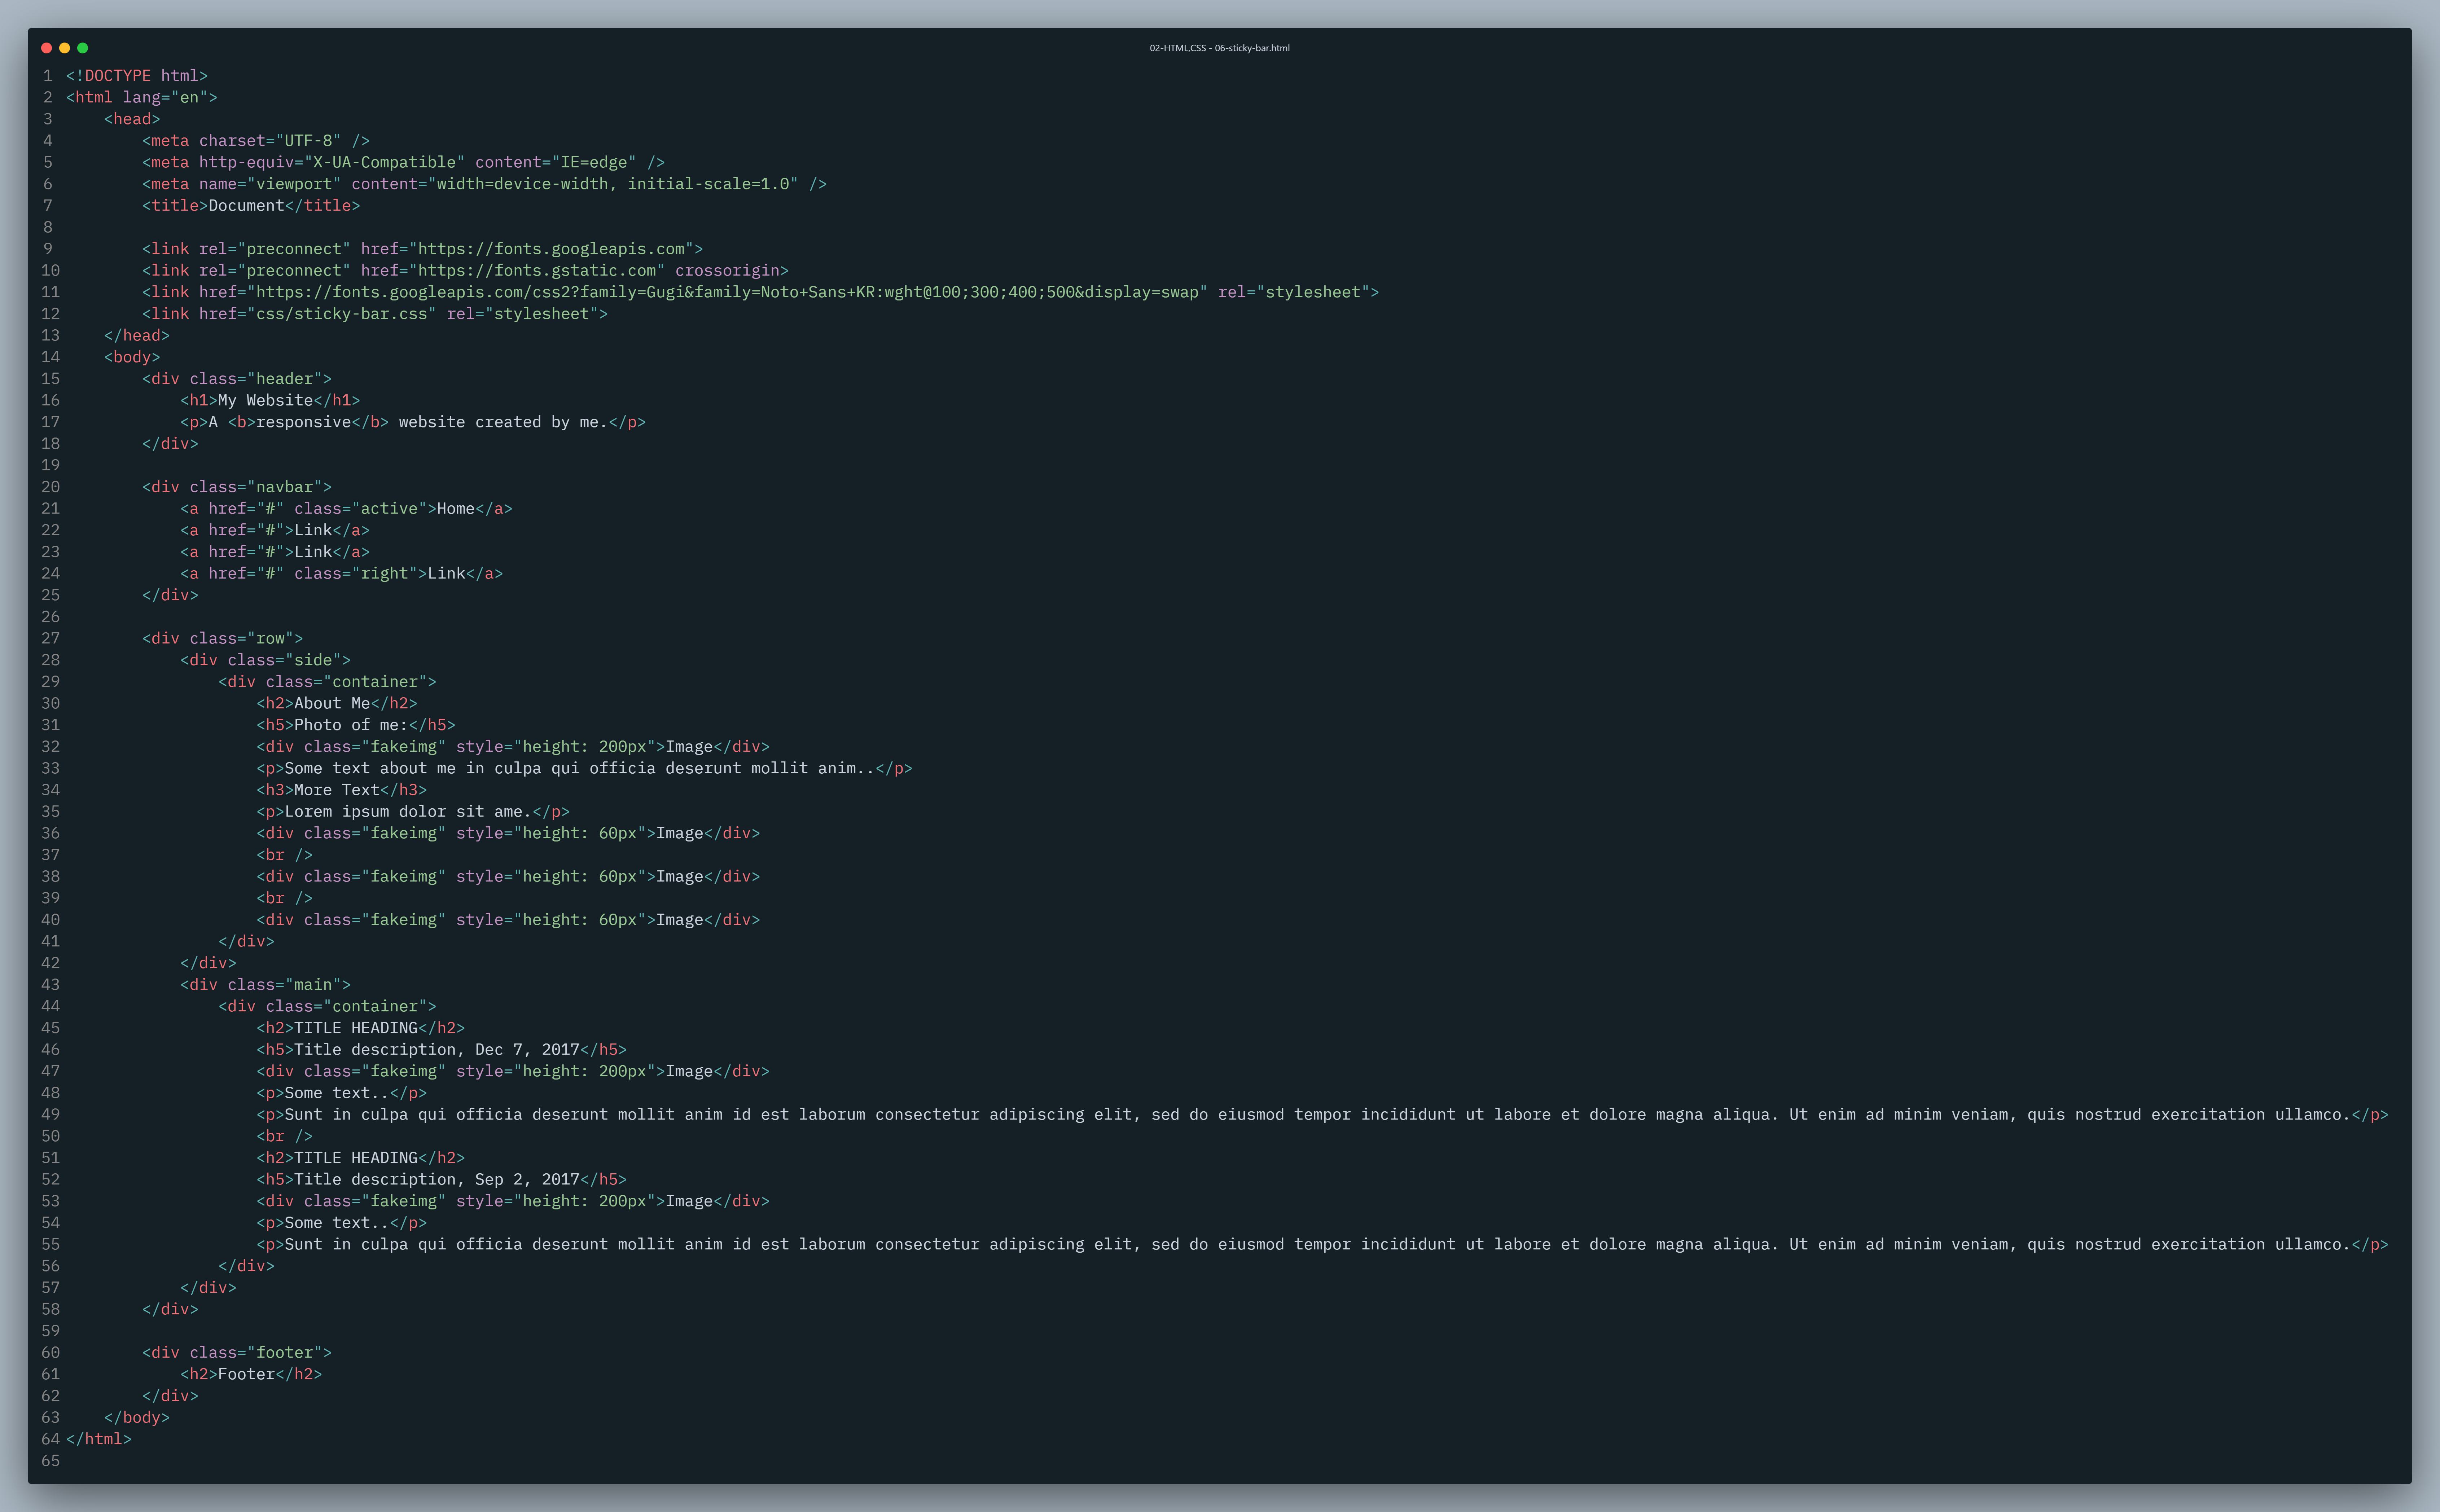 02-HTML,CSS - 06-sticky-bar.html
1 <!DOCTYPE html>
2 <html lang="en">
3     <head>
4         <meta charset="UTF-8" />
5         <meta http-equiv="X-UA-Compatible" content="IE=edge" />
6         <meta name="viewport" content="width=device-width, initial-scale=1.0" />
7         <title>Document</title>
8
9         <link rel="preconnect" href="https://fonts.googleapis.com">
10         <link rel="preconnect" href="https://fonts.gstatic.com" crossorigin>
11         <link href="https://fonts.googleapis.com/css2?family=Gugi&family=Noto+Sans+KR:wght@100;300;400;500&display=swap" rel="stylesheet">
12         <link href="css/sticky-bar.css" rel="stylesheet">
13     </head>
14     <body>
15         <div class="header">
16             <h1>My Website</h1>
17             <p>A <b>responsive</b> website created by me.</p>
18         </div>
19
20         <div class="navbar">
21             <a href="#" class="active">Home</a>
22             <a href="#">Link</a>
23             <a href="#">Link</a>
24             <a href="#" class="right">Link</a>
25         </div>
26
27         <div class="row">
28             <div class="side">
29                 <div class="container">
30                     <h2>About Me</h2>
31                     <h5>Photo of me:</h5>
32                     <div class="fakeimg" style="height: 200px">Image</div>
33                     <p>Some text about me in culpa qui officia deserunt mollit anim..</p>
34                     <h3>More Text</h3>
35                     <p>Lorem ipsum dolor sit ame.</p>
36                     <div class="fakeimg" style="height: 60px">Image</div>
37                     <br />
38                     <div class="fakeimg" style="height: 60px">Image</div>
39                     <br />
40                     <div class="fakeimg" style="height: 60px">Image</div>
41                 </div>
42             </div>
43             <div class="main">
44                 <div class="container">
45                     <h2>TITLE HEADING</h2>
46                     <h5>Title description, Dec 7, 2017</h5>
47                     <div class="fakeimg" style="height: 200px">Image</div>
48                     <p>Some text..</p>
49                     <p>Sunt in culpa qui officia deserunt mollit anim id est laborum consectetur adipiscing elit, sed do eiusmod tempor incididunt ut labore et dolore magna aliqua. Ut enim ad minim veniam, quis nostrud exercitation ullamco.</p>
50                     <br />
51                     <h2>TITLE HEADING</h2>
52                     <h5>Title description, Sep 2, 2017</h5>
53                     <div class="fakeimg" style="height: 200px">Image</div>
54                     <p>Some text..</p>
55                     <p>Sunt in culpa qui officia deserunt mollit anim id est laborum consectetur adipiscing elit, sed do eiusmod tempor incididunt ut labore et dolore magna aliqua. Ut enim ad minim veniam, quis nostrud exercitation ullamco.</p>
56                 </div>
57             </div>
58         </div>
59
60         <div class="footer">
61             <h2>Footer</h2>
62         </div>
63     </body>
64 </html>
65